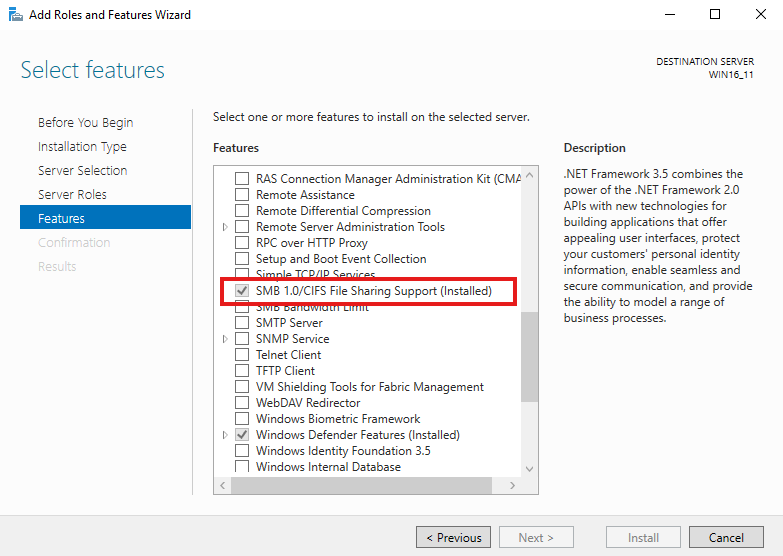 Add Roles and Features Wizard
Select features
DESTINATION SERVER
WIN16_11
Before You Begin
Installation Type
Server Selection
Server Roles
Features
Confirmation
Results
Select one or more features to install on the selected server.
Features
RAS Connection Manager Administration Kit (CMA
Remote Assistance
Remote Differential Compression
Remote Server Administration Tools
RPC over HTTP Proxy
Setup and Boot Event Collection
Simple TCP/IP Services
SMB 1.0/CIFS File Sharing Support (Installed)
SMB Bandwidth Limit
SMTP Server
SNMP Service
Telnet Client
TFTP Client
VM Shielding Tools for Fabric Management
WebDAV Redirector
Windows Biometric Framework
Windows Defender Features (Installed)
Windows Identity Foundation 3.5
Windows Internal Database
Description
.NET Framework 3.5 combines the
power of the .NET Framework 2.0
APIs with new technologies for
building applications that offer
appealing user interfaces, protect
your customers' personal identity
information, enable seamless and
secure communication, and provide
the ability to model a range of
business processes.
< Previous
Next >
Install
Cancel